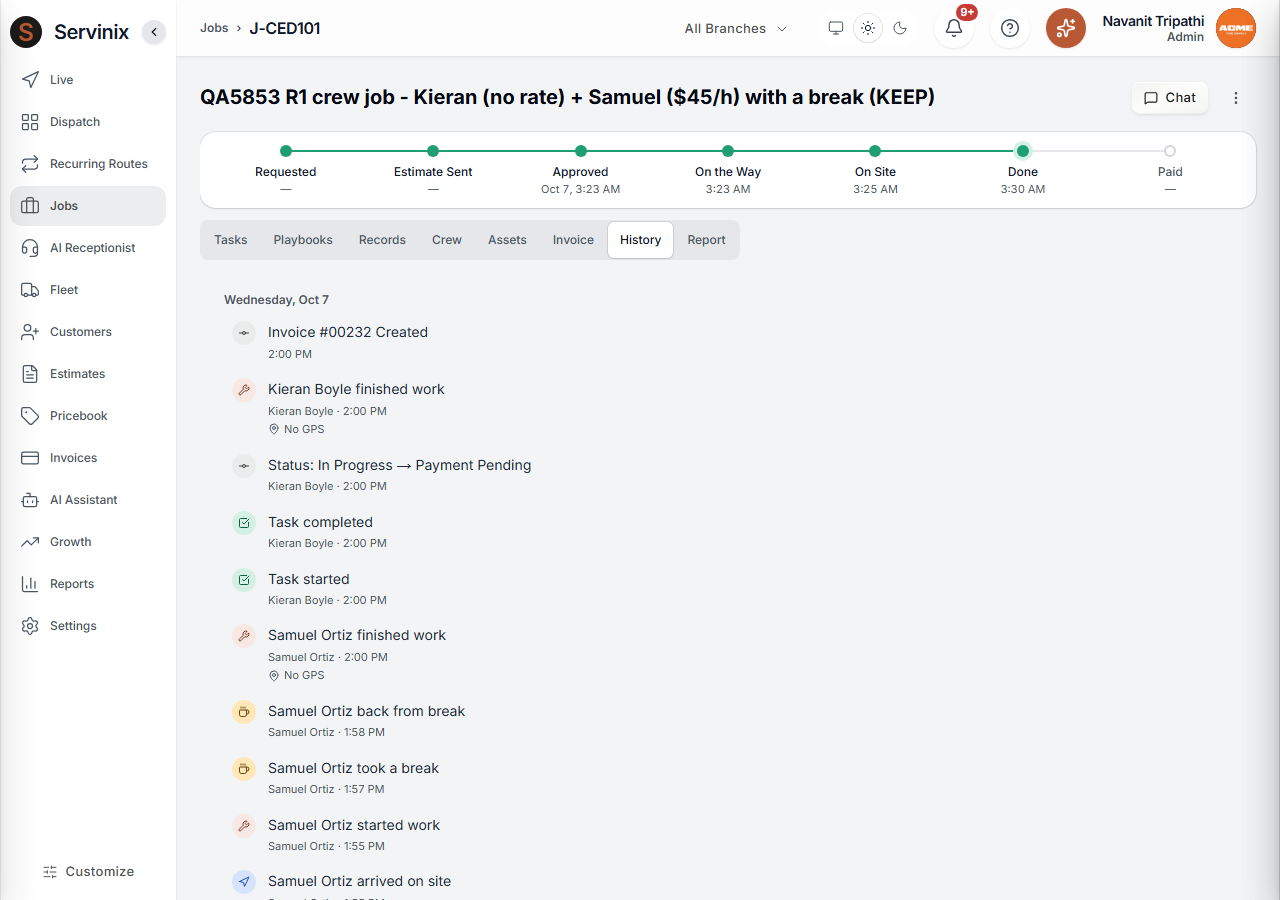 S Servinix
Jobs › J-CED101
All Branches
9+
Navanit Tripathi
Admin
ACME
Live
Dispatch
Recurring Routes
Jobs
AI Receptionist
Fleet
Customers
Estimates
Pricebook
Invoices
AI Assistant
Growth
Reports
Settings
Customize
QA5853 R1 crew job - Kieran (no rate) + Samuel ($45/h) with a break (KEEP)
Chat
Requested
—
Estimate Sent
—
Approved
Oct 7, 3:23 AM
On the Way
3:23 AM
On Site
3:25 AM
Done
3:30 AM
Paid
—
Tasks Playbooks Records Crew Assets Invoice History Report
Wednesday, Oct 7
Invoice #00232 Created
2:00 PM
Kieran Boyle finished work
Kieran Boyle · 2:00 PM
No GPS
Status: In Progress → Payment Pending
Kieran Boyle · 2:00 PM
Task completed
Kieran Boyle · 2:00 PM
Task started
Kieran Boyle · 2:00 PM
Samuel Ortiz finished work
Samuel Ortiz · 2:00 PM
No GPS
Samuel Ortiz back from break
Samuel Ortiz · 1:58 PM
Samuel Ortiz took a break
Samuel Ortiz · 1:57 PM
Samuel Ortiz started work
Samuel Ortiz · 1:55 PM
Samuel Ortiz arrived on site